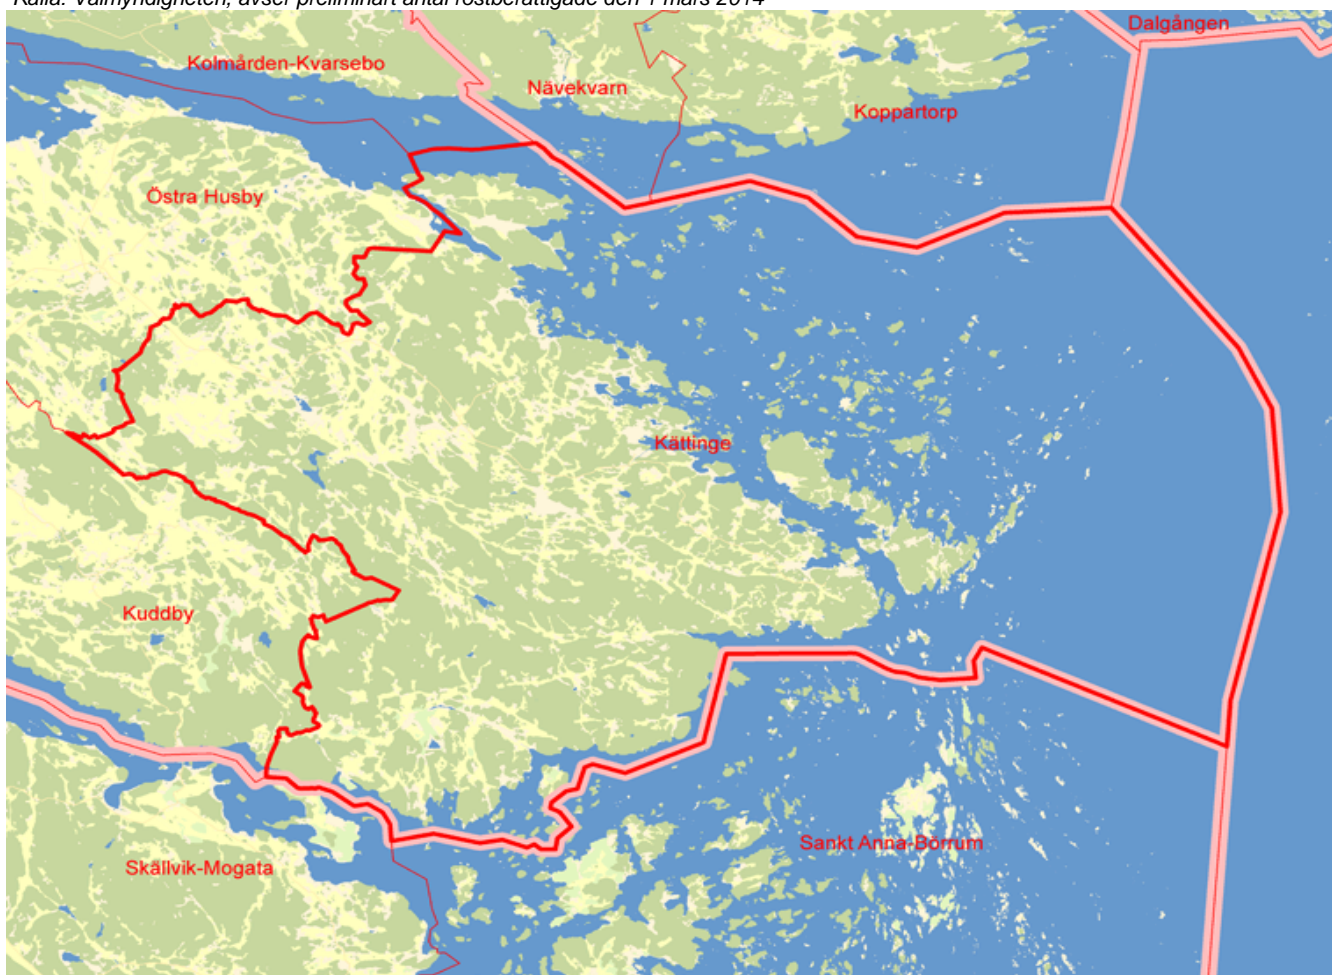 Källa: Valmyndigheten, avser preliminärt antal röstberättigade den 1 mars 2014
Dalgången
Kolmården-Kvarsebo
Nävekvarn
Koppartorp
Östra Husby
Kättinge
Kuddby
Sankt Anna-Börrum
Skällvik-Mogata